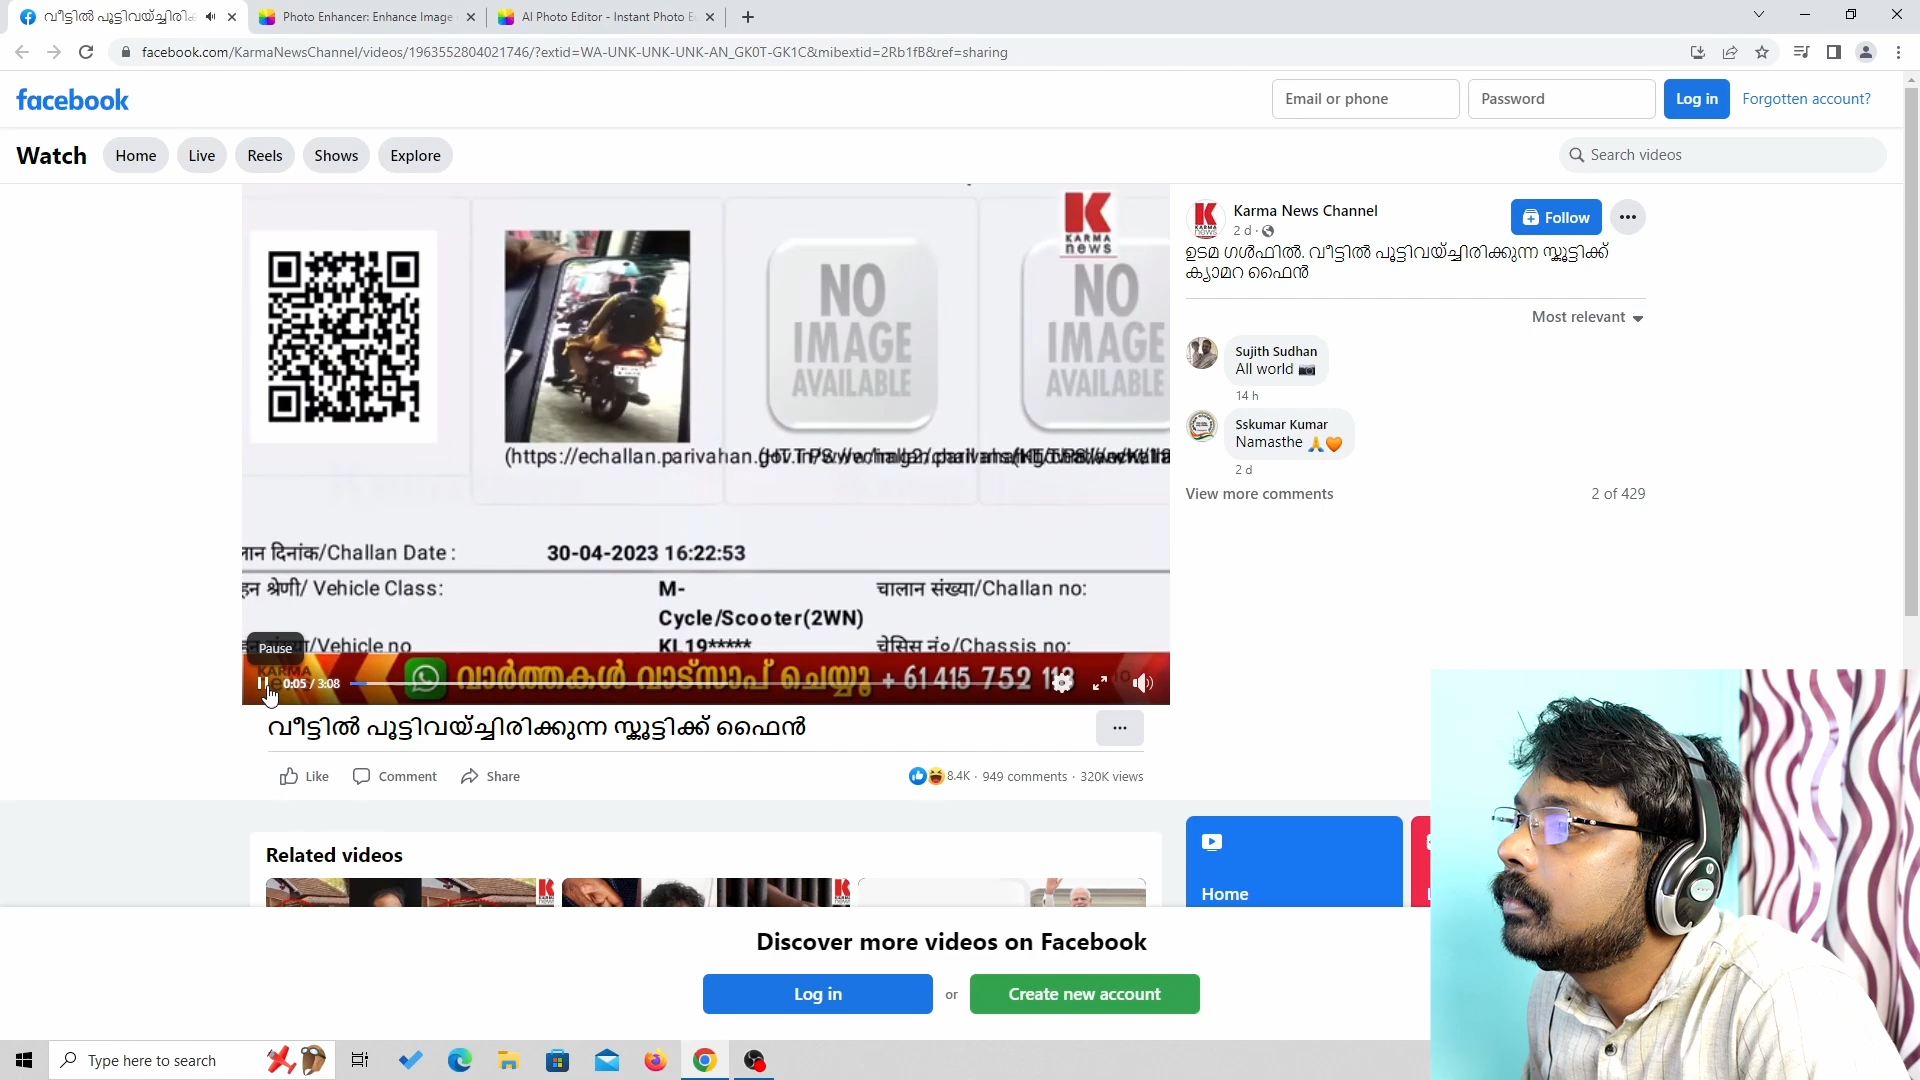 വീട്ടിൽ പൂട്ടിവയ്ച്ചിരിക്
Photo Enhancer: Enhance Image
AI Photo Editor - Instant Photo E
facebook.com/KarmaNewsChannel/videos/1963552804021746/?extid=WA-UNK-UNK-UNK-AN_GK0T-GK1C&mibextid=2Rb1fB&ref=sharing
facebook
Email or phone
Password
Log in
Forgotten account?
Watch
Home
Live
Reels
Shows
Explore
Search videos
K
KARMA
news
NO
IMAGE
AVAILABLE
NO
IMAGE
AVAILABLE
(https://echallan.parivahan.gov.in
लान दिनांक/Challan Date :
30-04-2023 16:22:53
हन श्रेणी/ Vehicle Class:
M-
Cycle/Scooter(2WN)
चालान संख्या/Challan no:
/Vehicle no
KL19*****
चेसिस नं०/Chassis no:
Pause
0:05 / 3:08
വാർത്തകൾ വാട്സാപ് ചെയ്യൂ + 61 415 752 113
വീട്ടിൽ പൂട്ടിവയ്ച്ചിരിക്കുന്ന സ്കൂട്ടിക്ക് ഫൈൻ
Like
Comment
Share
8.4K · 949 comments · 320K views
Karma News Channel
2 d ·
Follow
ഉടമ ഗൾഫിൽ. വീട്ടിൽ പൂട്ടിവയ്ച്ചിരിക്കുന്ന സ്കൂട്ടിക്ക്
ക്യാമറ ഫൈൻ
Most relevant
Sujith Sudhan
All world 📷
14 h
Sskumar Kumar
Namasthe 🙏🧡
2 d
View more comments
2 of 429
Related videos
Home
Discover more videos on Facebook
Log in
or
Create new account
Type here to search